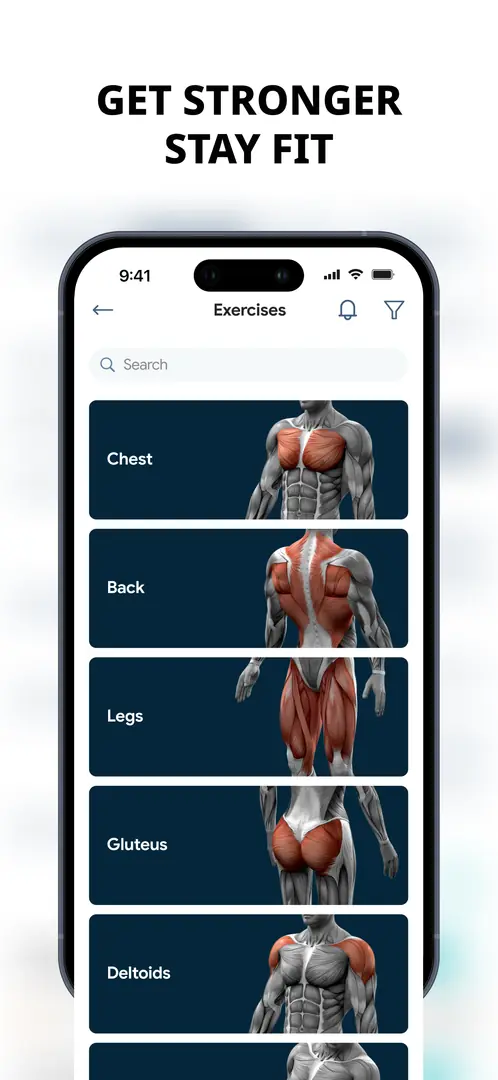 GET STRONGER
STAY FIT
9:41
Exercises
Search
Chest
Back
Legs
Gluteus
Deltoids